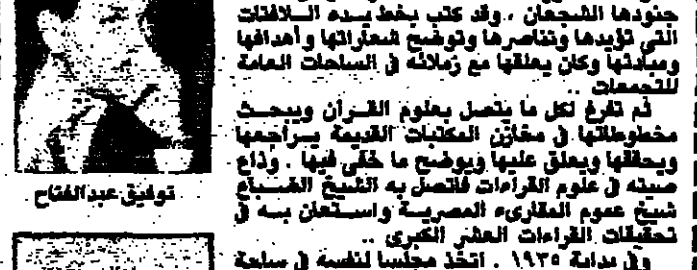 جنودها الشجعان . وقد كتب بخط يده اللافتات
التي تؤيدها وتناصرها وتوضح شعاراتها وأهدافها
ومبادئها وكان يعلقها مع زملائه في الساحات العامة
للتجمعات ..
ثم تفرغ لكل ما يتصل بعلوم القرآن ويبحث
مخطوطاتها في مخازن المكتبات القديمة يراجعها
ويحققها ويعلق عليها ويوضح ما خفى فيها . وذاع
صيته في علوم القراءات فاتصل به الشيخ الضباع
شيخ عموم المقارىء المصرية واستعان به في
تحقيقات القراءات العشر الكبرى ..
وفي بداية ١٩٣٥ . اتخذ مجلسا لنفسه في ساحة
توفيق عبد الفتاح